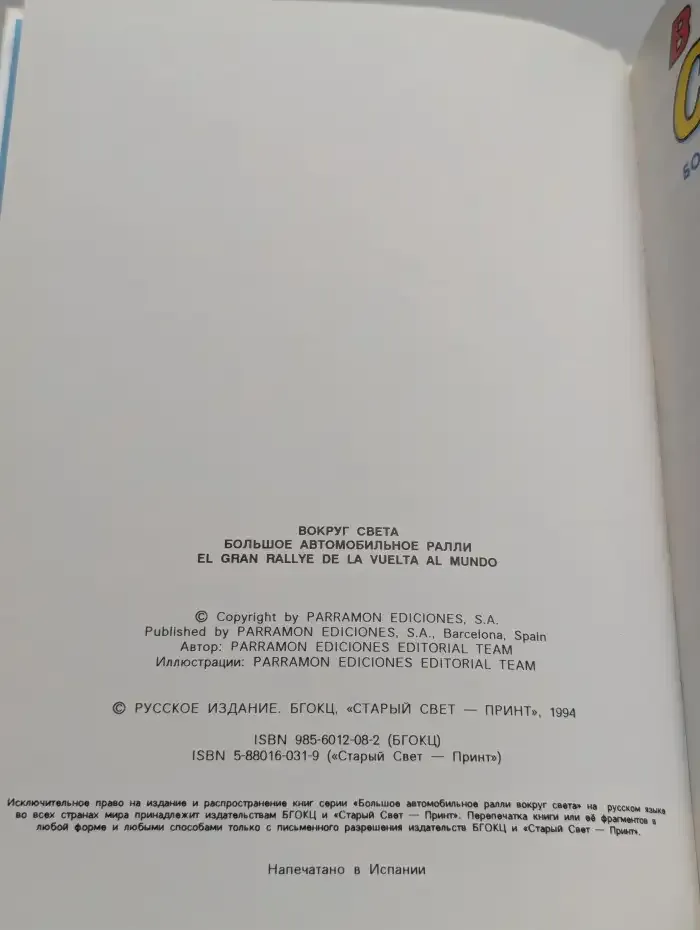 ВОКРУГ СВЕТА
БОЛЬШОЕ АВТОМОБИЛЬНОЕ РАЛЛИ
EL GRAN RALLYE DE LA VUELTA AL MUNDO
© Copyright by PARRAMON EDICIONES, S.A.
Published by PARRAMON EDICIONES, S.A., Barcelona, Spain
Автор: PARRAMON EDICIONES EDITORIAL TEAM
Иллюстрации: PARRAMON EDICIONES EDITORIAL TEAM
© РУССКОЕ ИЗДАНИЕ. БГОКЦ, «СТАРЫЙ СВЕТ — ПРИНТ», 1994
ISBN 985-6012-08-2 (БГОКЦ)
ISBN 5-88016-031-9 («Старый Свет — Принт»)
Исключительное право на издание и распространение книг серии «Большое автомобильное ралли вокруг света» на русском языке
во всех странах мира принадлежит издательствам БГОКЦ и «Старый Свет — Принт». Перепечатка книги или её фрагментов в
любой форме и любыми способами только с письменного разрешения издательств БГОКЦ и «Старый Свет — Принт».
Напечатано в Испании
В
С
БО